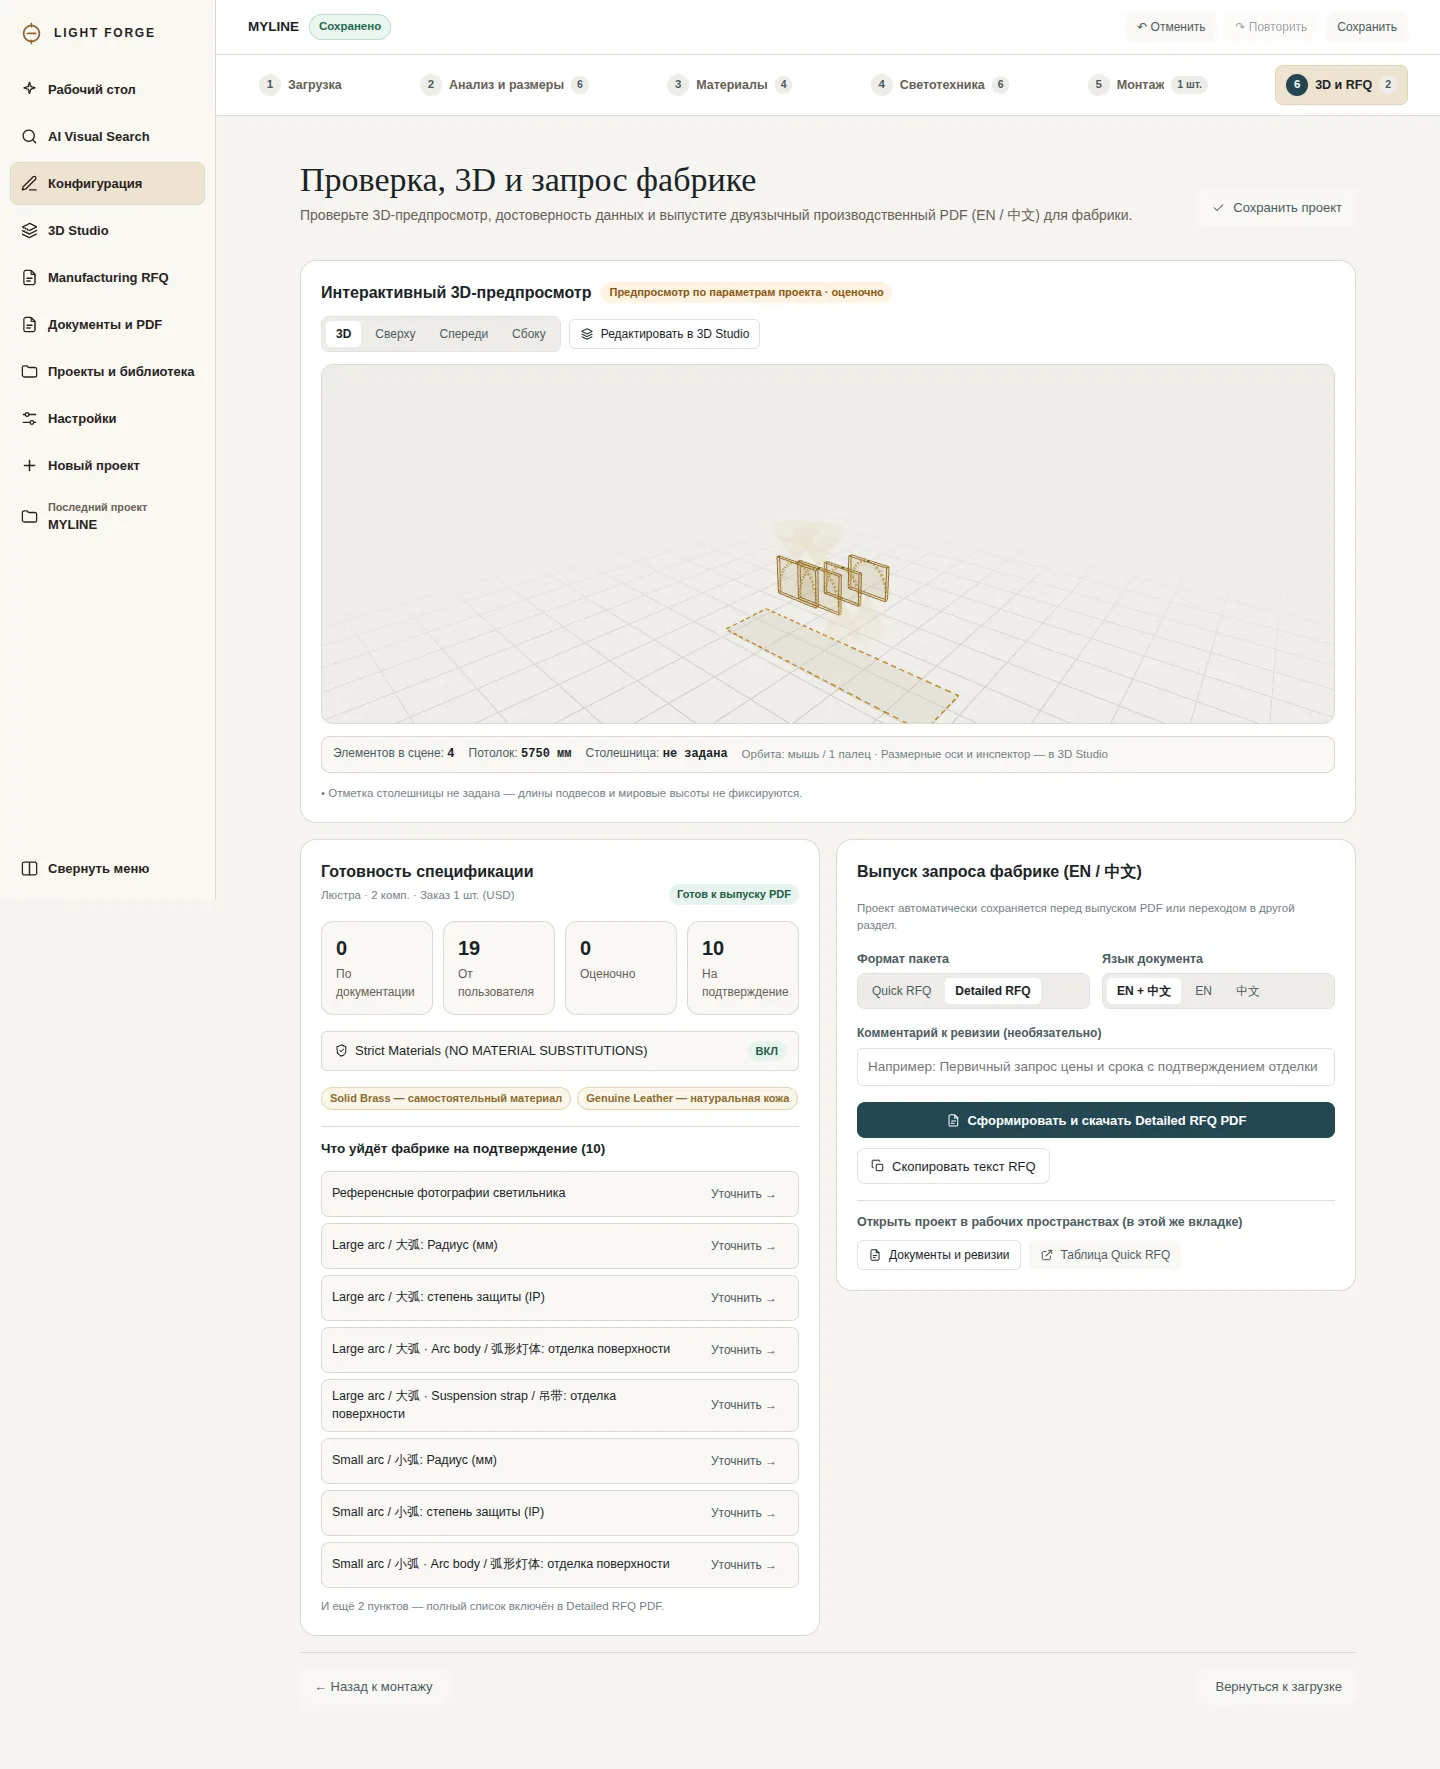 LIGHT FORGE
Рабочий стол
AI Visual Search
Конфигурация
3D Studio
Manufacturing RFQ
Документы и PDF
Проекты и библиотека
Настройки
Новый проект
Последний проект
MYLINE
Свернуть меню
MYLINE Сохранено ↶ Отменить ↷ Повторить Сохранить
1 Загрузка 2 Анализ и размеры 6 3 Материалы 4 4 Светотехника 6 5 Монтаж 1 шт. 6 3D и RFQ 2
Проверка, 3D и запрос фабрике
Проверьте 3D-предпросмотр, достоверность данных и выпустите двуязычный производственный PDF (EN / 中文) для фабрики.
Сохранить проект
Интерактивный 3D-предпросмотр Предпросмотр по параметрам проекта · оценочно
3D Сверху Спереди Сбоку Редактировать в 3D Studio
Элементов в сцене: 4 Потолок: 5750 мм Столешница: не задана Орбита: мышь / 1 палец · Размерные оси и инспектор — в 3D Studio
• Отметка столешницы не задана — длины подвесов и мировые высоты не фиксируются.
Готовность спецификации
Люстра · 2 комп. · Заказ 1 шт. (USD) Готов к выпуску PDF
0 19 0 10
По документации
От пользователя
Оценочно
На подтверждение
Strict Materials (NO MATERIAL SUBSTITUTIONS) ВКЛ
Solid Brass — самостоятельный материал Genuine Leather — натуральная кожа
Что уйдёт фабрике на подтверждение (10)
Референсные фотографии светильника Уточнить →
Large arc / 大弧: Радиус (мм) Уточнить →
Large arc / 大弧: степень защиты (IP) Уточнить →
Large arc / 大弧 · Arc body / 弧形灯体: отделка поверхности Уточнить →
Large arc / 大弧 · Suspension strap / 吊带: отделка
поверхности Уточнить →
Small arc / 小弧: Радиус (мм) Уточнить →
Small arc / 小弧: степень защиты (IP) Уточнить →
Small arc / 小弧 · Arc body / 弧形灯体: отделка поверхности Уточнить →
И ещё 2 пунктов — полный список включён в Detailed RFQ PDF.
Выпуск запроса фабрике (EN / 中文)
Проект автоматически сохраняется перед выпуском PDF или переходом в другой
раздел.
Формат пакета Язык документа
Quick RFQ Detailed RFQ EN + 中文 EN 中文
Комментарий к ревизии (необязательно)
Например: Первичный запрос цены и срока с подтверждением отделки
Сформировать и скачать Detailed RFQ PDF
Скопировать текст RFQ
Открыть проект в рабочих пространствах (в этой же вкладке)
Документы и ревизии Таблица Quick RFQ
← Назад к монтажу Вернуться к загрузке